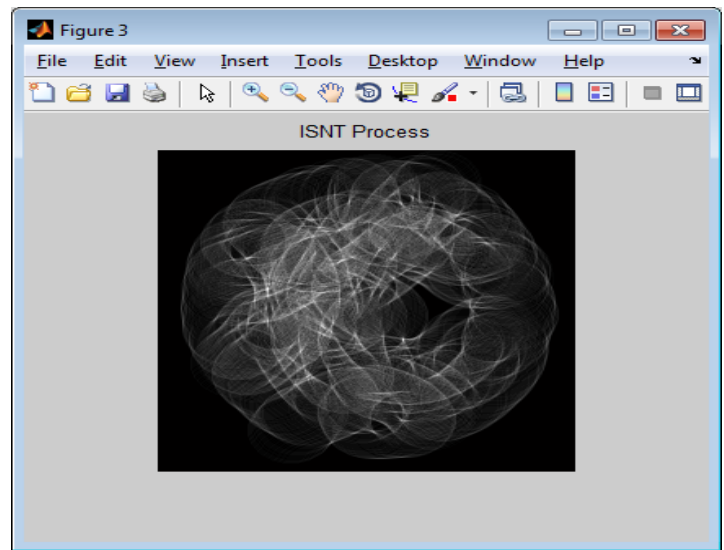 Figure 3
File Edit View Insert Tools Desktop Window Help
ISNT Process